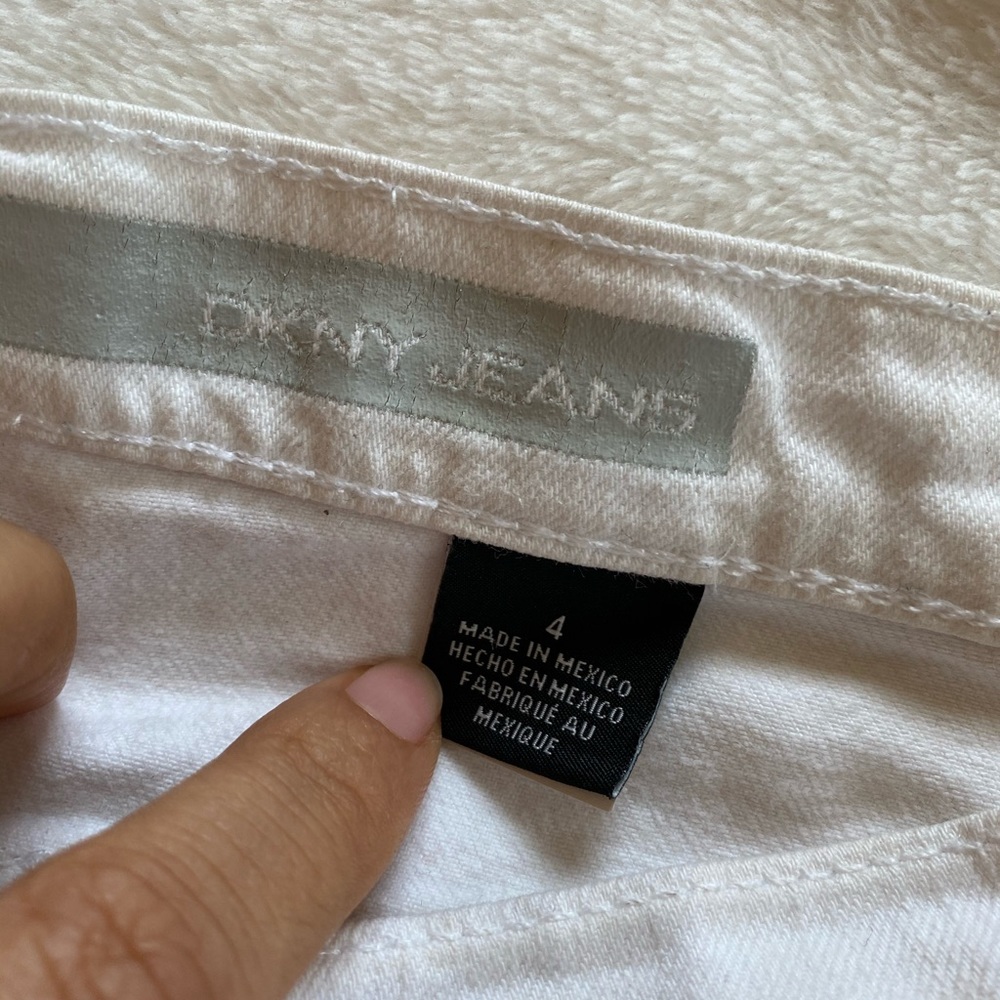 DKNY JEANS
4
MADE IN MEXICO
HECHO EN MEXICO
FABRIQUÉ AU
MEXIQUE